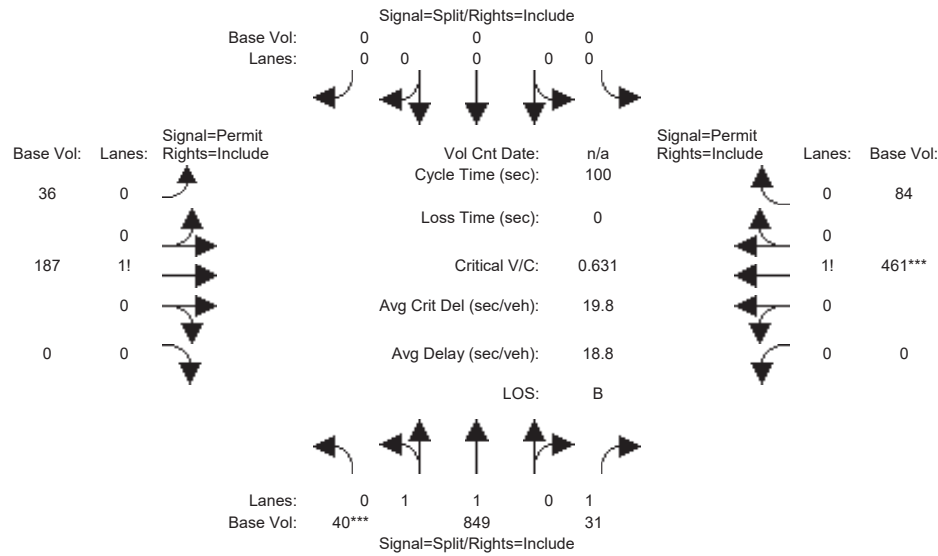 Signal=Split/Rights=Include
Base Vol: 0 0 0
Lanes: 0 0 0 0 0
Signal=Permit
Base Vol: Lanes: Rights=Include
Vol Cnt Date: n/a
Signal=Permit
Rights=Include Lanes: Base Vol:
Cycle Time (sec): 100
36 0
0 84
Loss Time (sec): 0
0
0
187 1!
Critical V/C: 0.631
1! 461***
0
Avg Crit Del (sec/veh): 19.8
0
0 0
Avg Delay (sec/veh): 18.8
0 0
LOS: B
Lanes: 0 1 1 0 1
Base Vol: 40*** 849 31
Signal=Split/Rights=Include